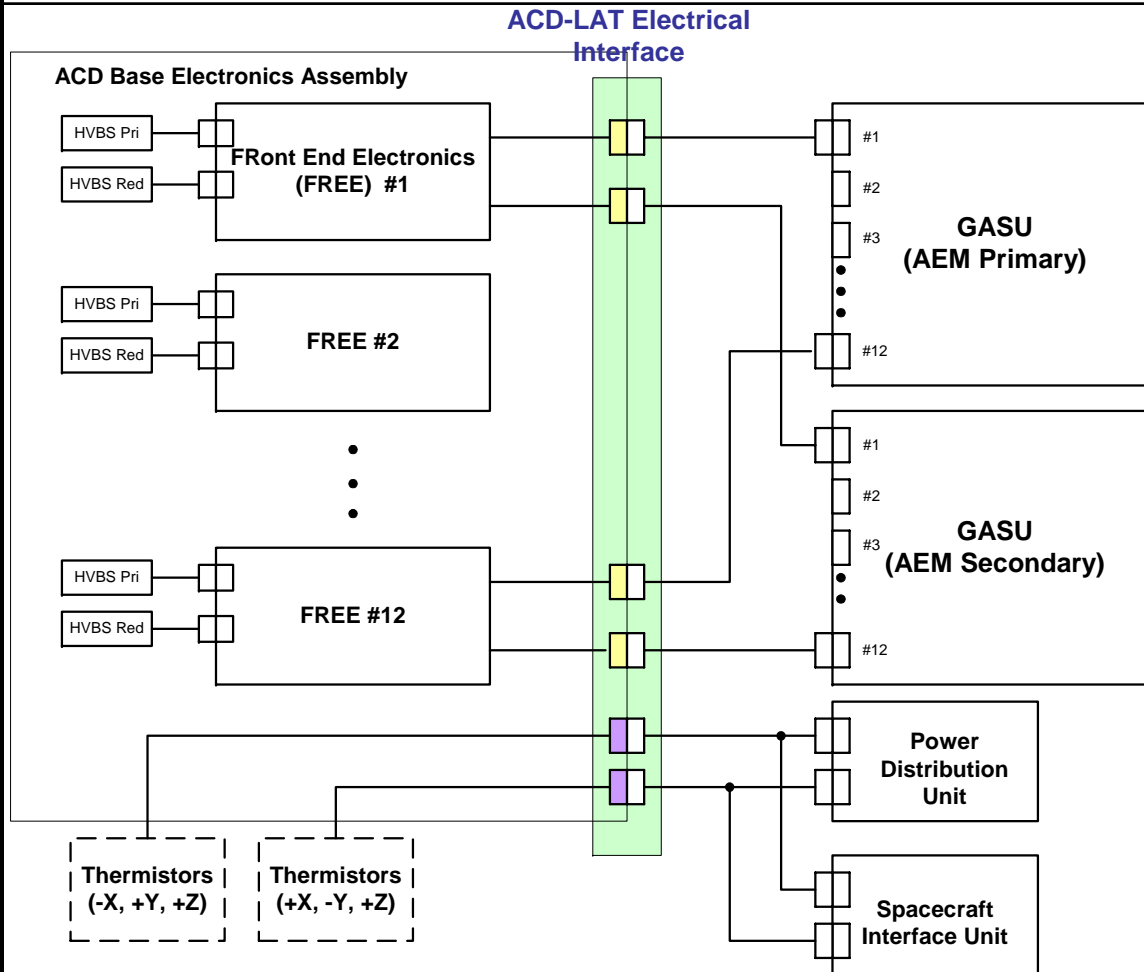 ACD-LAT Electrical
Interface
ACD Base Electronics Assembly
HVBS Pri
HVBS Red
FRont End Electronics
(FREE) #1
HVBS Pri
HVBS Red
FREE #2
HVBS Pri
HVBS Red
FREE #12
#1
#2
#3
#12
GASU
(AEM Primary)
#1
#2
#3
#12
GASU
(AEM Secondary)
Power
Distribution
Unit
Thermistors
(-X, +Y, +Z)
Thermistors
(+X, -Y, +Z)
Spacecraft
Interface Unit